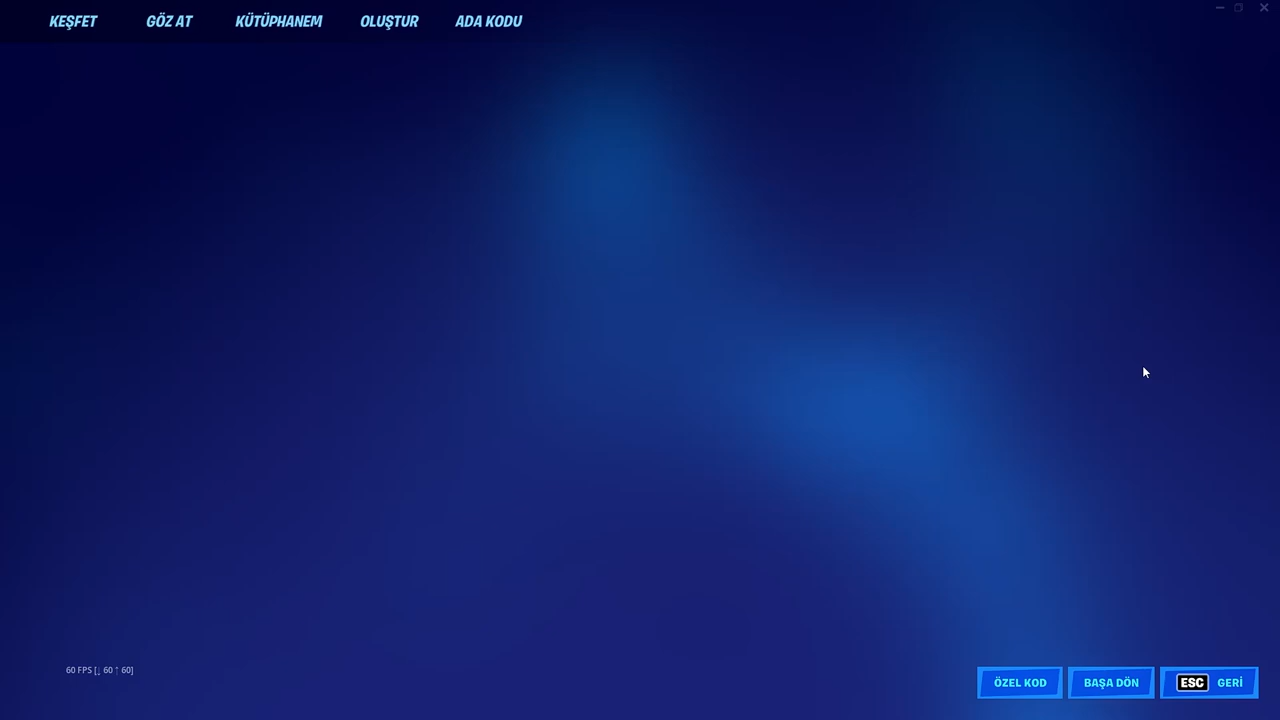 KEŞFET GÖZ AT KÜTÜPHANEM OLUŞTUR ADA KODU
60 FPS [↓ 60 ↑ 60]
ÖZEL KOD BAŞA DÖN ESC GERİ